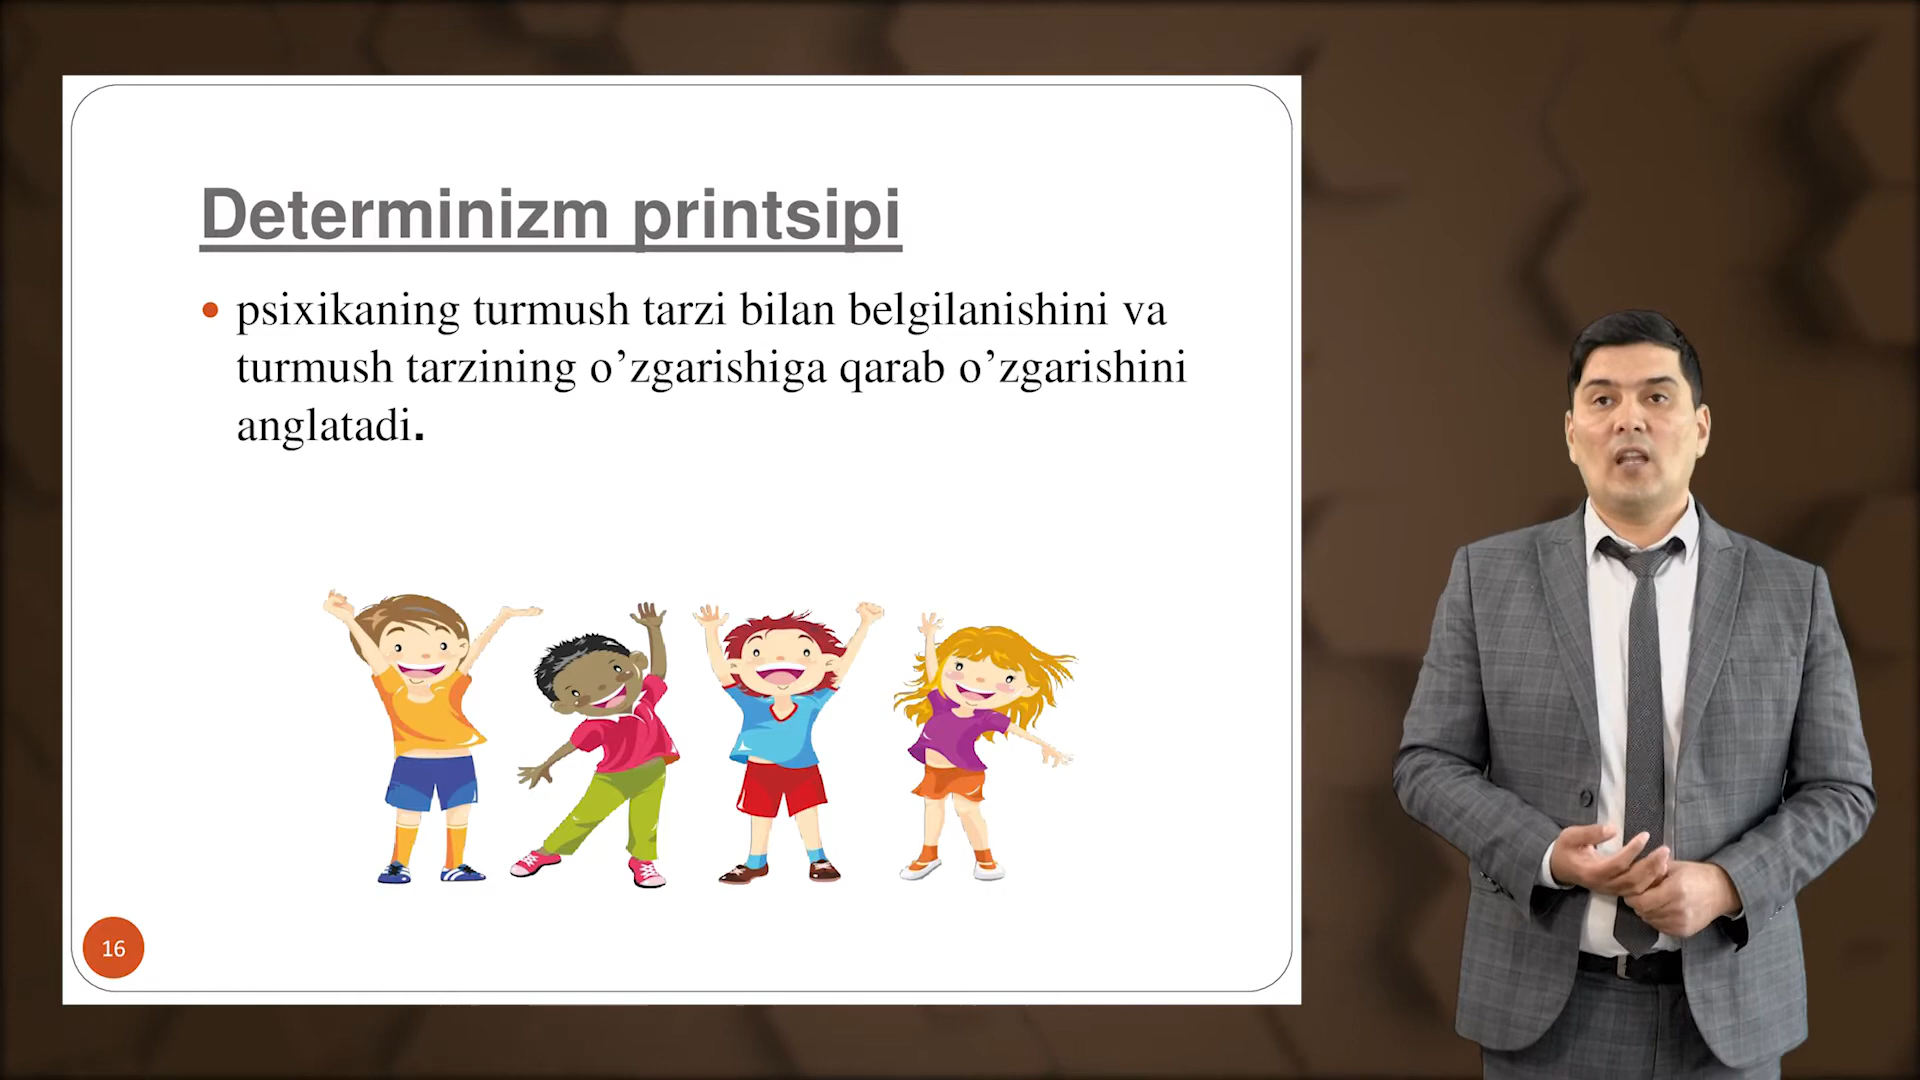 Determinizm printsipi
• psixikaning turmush tarzi bilan belgilanishini va
turmush tarzining o’zgarishiga qarab o’zgarishini
anglatadi.
16